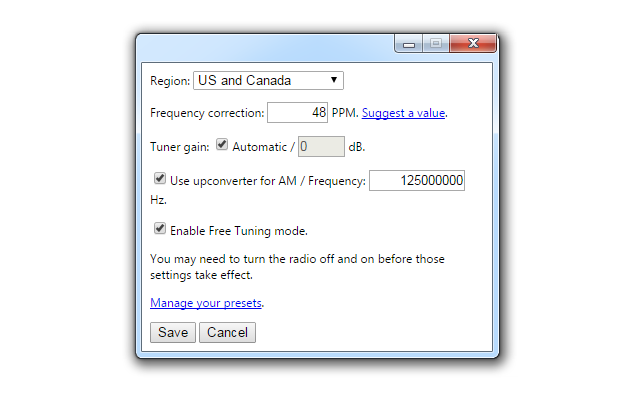 Region: US and Canada
Frequency correction: 48 PPM. Suggest a value.
Tuner gain: Automatic / 0 dB.
Use upconverter for AM / Frequency: 125000000
Hz.
Enable Free Tuning mode.
You may need to turn the radio off and on before those
settings take effect.
Manage your presets.
Save Cancel